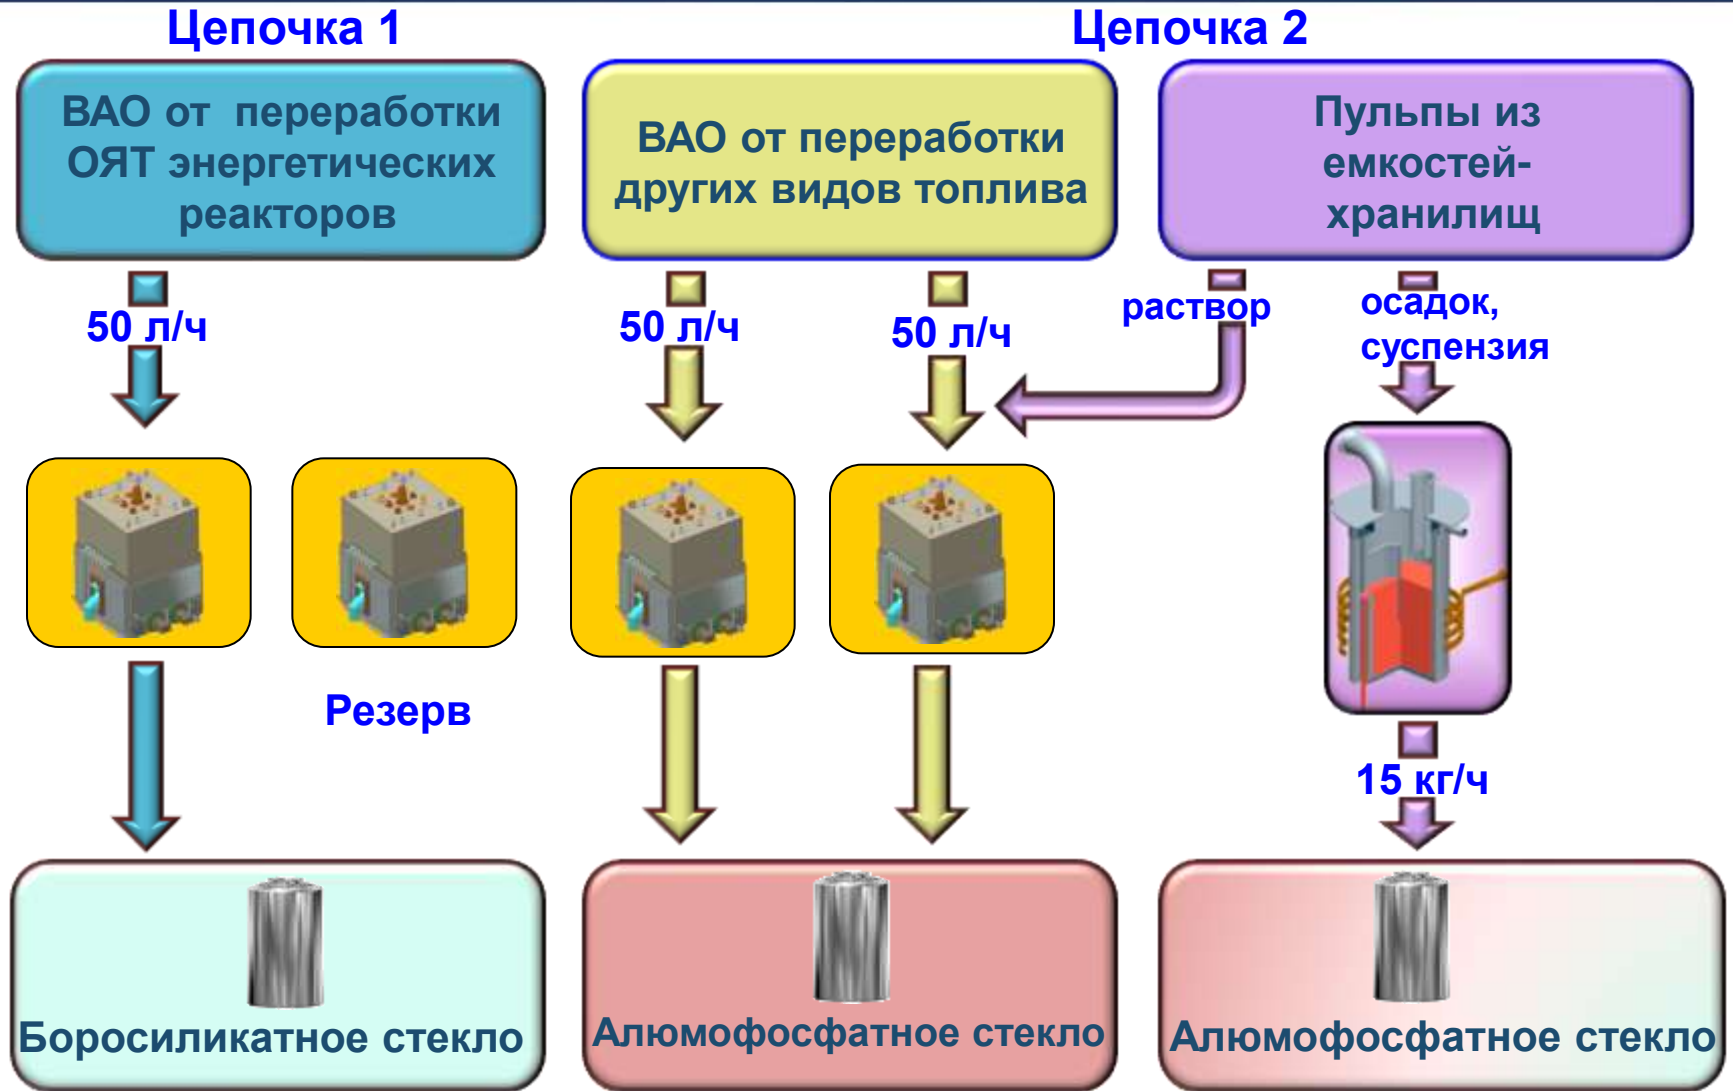 Цепочка 1
Цепочка 2
ВАО от переработки
ОЯТ энергетических
реакторов
ВАО от переработки
других видов топлива
Пульпы из
емкостей-
хранилищ
50 л/ч
50 л/ч
50 л/ч
раствор
осадок,
суспензия
Резерв
15 кг/ч
Боросиликатное стекло
Алюмофосфатное стекло
Алюмофосфатное стекло